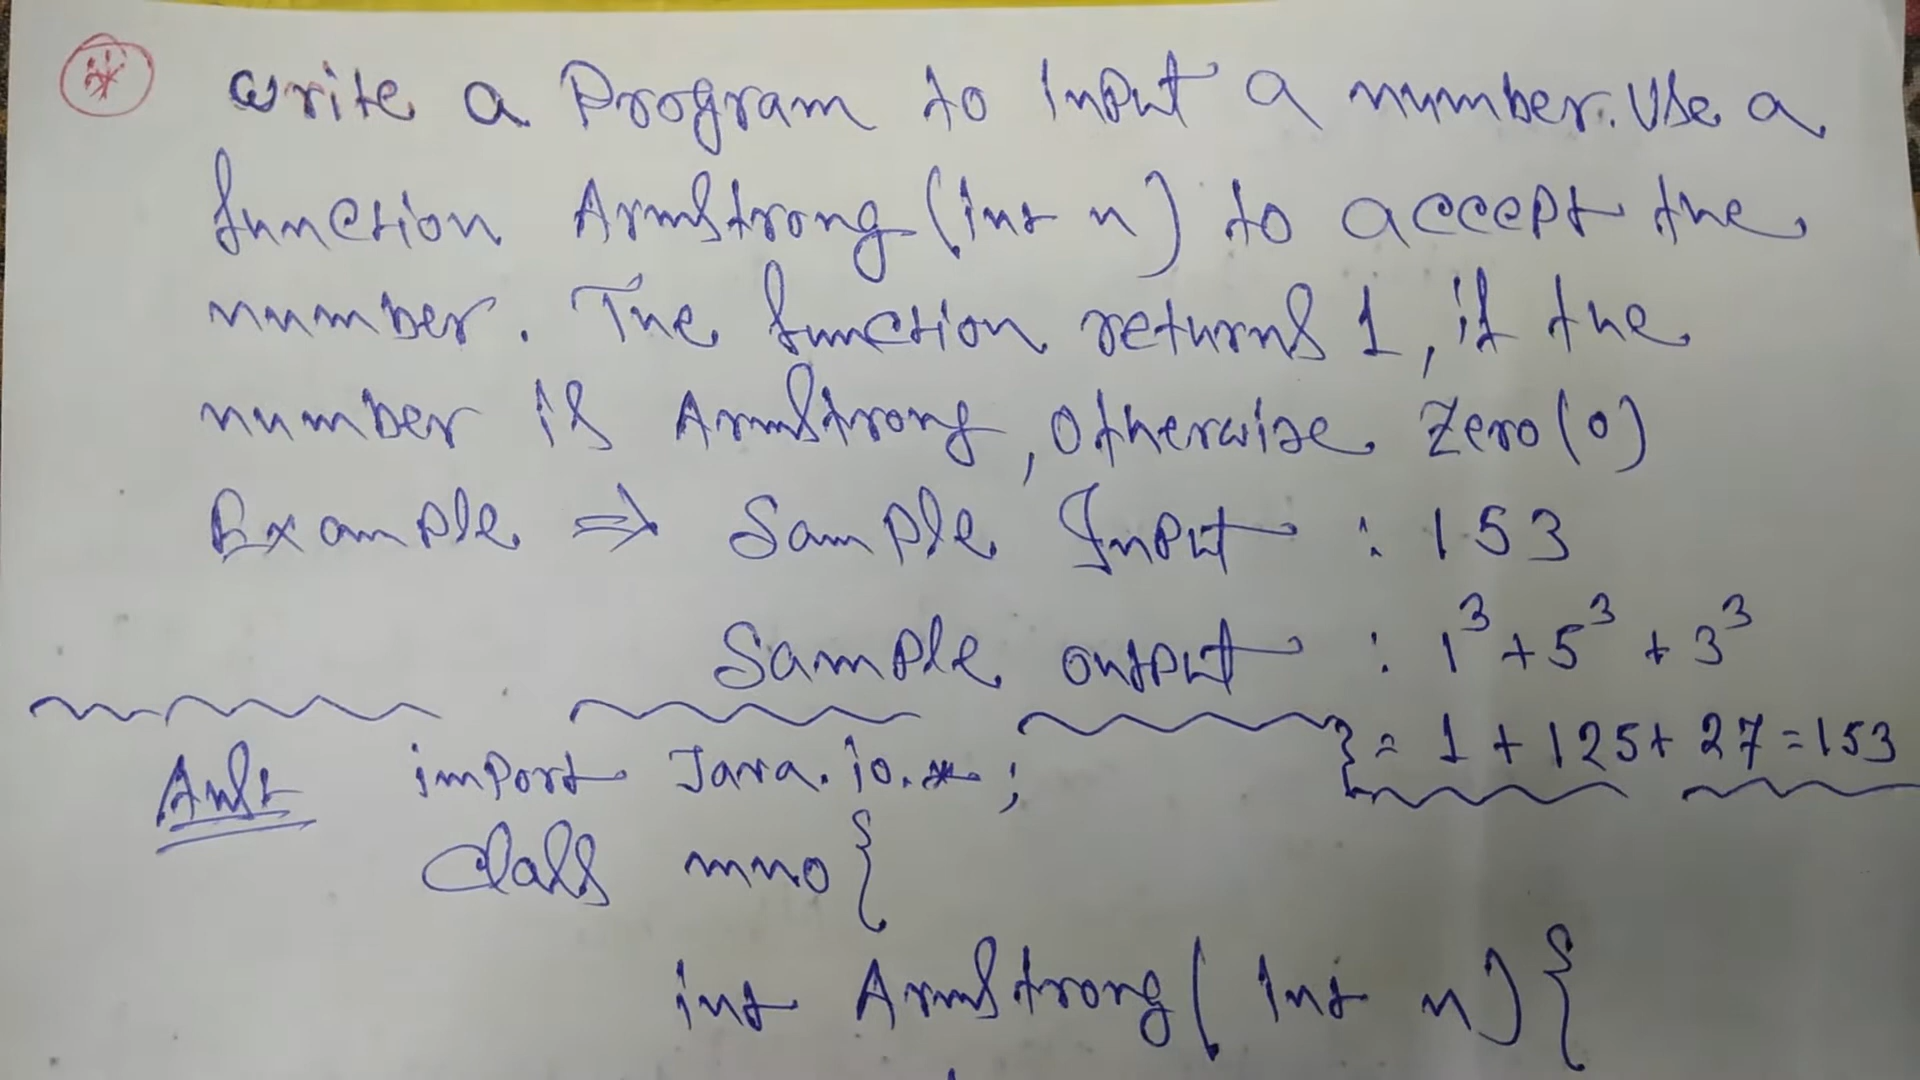 * Write a Program to input a number. Use a
function Armstrong (int n) to accept the
number. The function returns 1, if the
number is Armstrong, otherwise Zero (0)
Example ⇒ Sample Input : 153
Sample output : 1³ + 5³ + 3³
= 1 + 125 + 27 = 153
Ans: import Java.io.*;
Class mno {
int Armstrong ( int n ) {